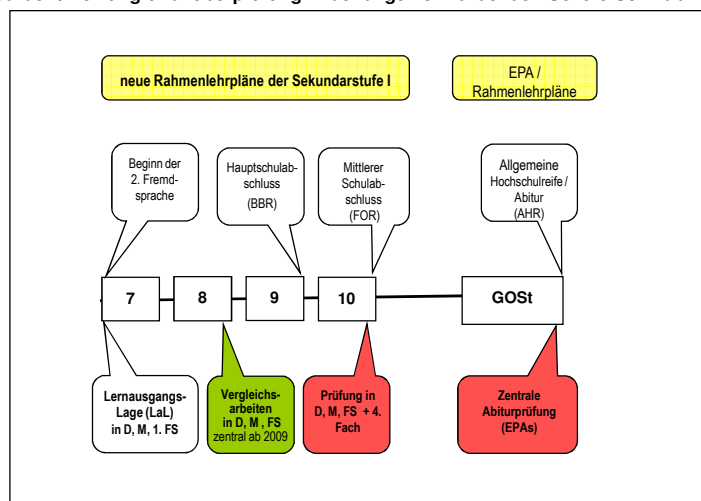 neue Rahmenlehrpläne der Sekundarstufe I
EPA /
Rahmenlehrpläne
Beginn der
2. Fremd-
sprache
Hauptschulab-
schluss
(BBR)
Mittlerer
Schulab-
schluss
(FOR)
Allgemeine
Hochschulreife /
Abitur
(AHR)
7
8
9
10
GOSt
Lernausgangs-
Lage (LaL)
in D, M, 1. FS
Vergleichs-
arbeiten
in D, M , FS
zentral ab 2009
Prüfung in
D, M, FS + 4.
Fach
Zentrale
Abiturprüfung
(EPAs)